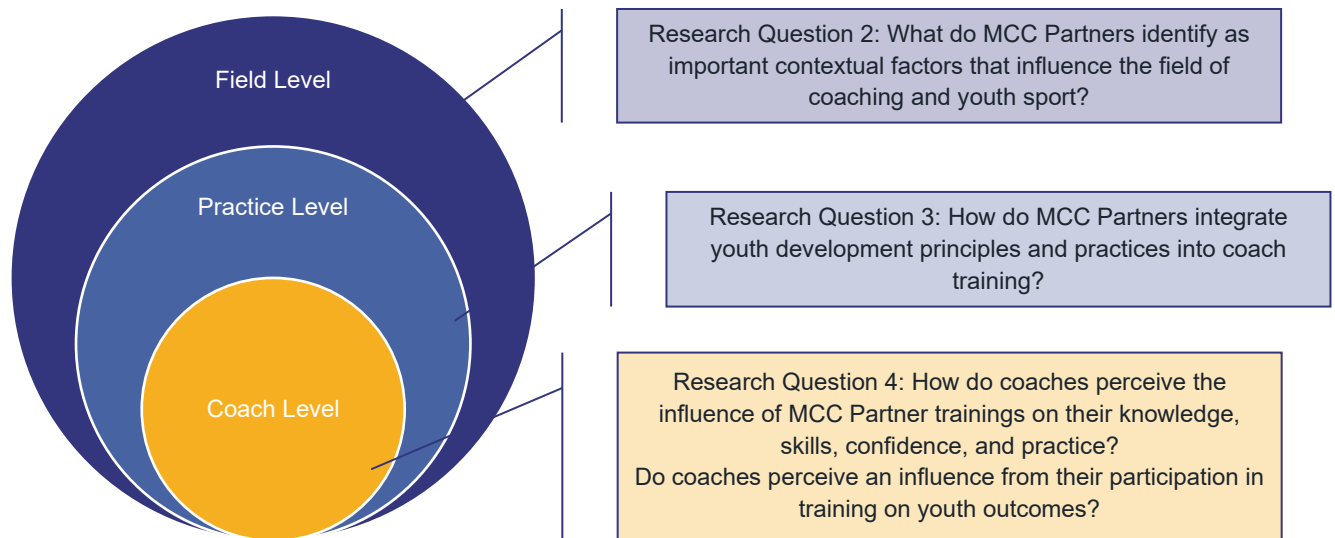 Field Level
Research Question 2: What do MCC Partners identify as
important contextual factors that influence the field of
coaching and youth sport?
Practice Level
Research Question 3: How do MCC Partners integrate
youth development principles and practices into coach
training?
Coach Level
Research Question 4: How do coaches perceive the
influence of MCC Partner trainings on their knowledge,
skills, confidence, and practice?
Do coaches perceive an influence from their participation in
training on youth outcomes?